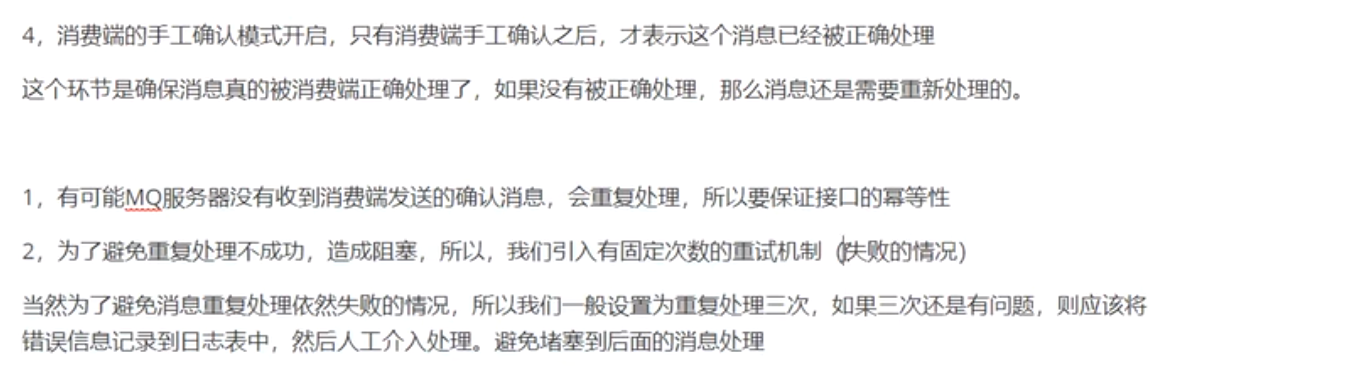 4，消费端的手工确认模式开启，只有消费端手工确认之后，才表示这个消息已经被正确处理
这个环节是确保消息真的被消费端正确处理了，如果没有被正确处理，那么消息还是需要重新处理的。
1，有可能MQ服务器没有收到消费端发送的确认消息，会重复处理，所以要保证接口的幂等性
2，为了避免重复处理不成功，造成阻塞，所以，我们引入有固定次数的重试机制（失败的情况）
当然为了避免消息重复处理依然失败的情况，所以我们一般设置为重复处理三次，如果三次还是有问题，则应该将
错误信息记录到日志表中，然后人工介入处理。避免堵塞到后面的消息处理